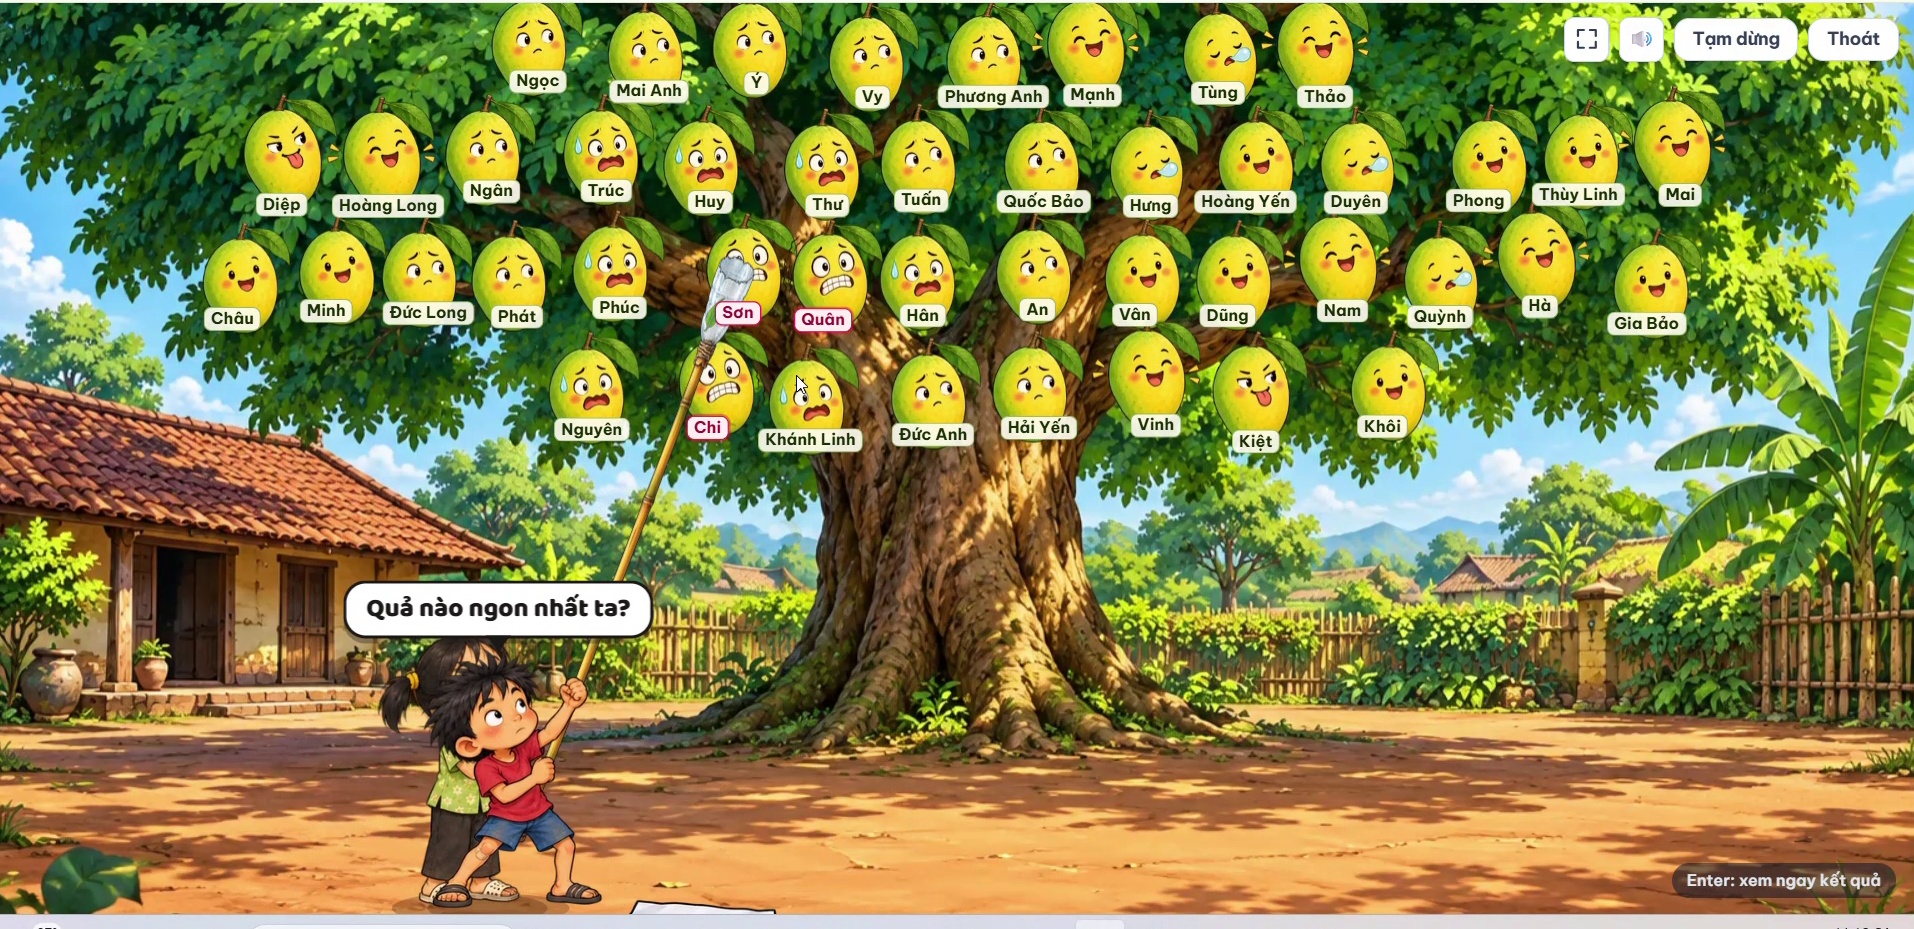 Tạm dừng
Thoát
Ngọc
Mai Anh
Ý
Vy
Phương Anh
Mạnh
Tùng
Thảo
Diệp
Hoàng Long
Ngân
Trúc
Huy
Thư
Tuấn
Quốc Bảo
Hưng
Hoàng Yến
Duyên
Phong
Thùy Linh
Mai
Châu
Minh
Đức Long
Phát
Phúc
Sơn
Quân
Hân
An
Vân
Dũng
Nam
Quỳnh
Hà
Gia Bảo
Nguyên
Chi
Khánh Linh
Đức Anh
Hải Yến
Vinh
Kiệt
Khôi
Quả nào ngon nhất ta?
Enter: xem ngay kết quả